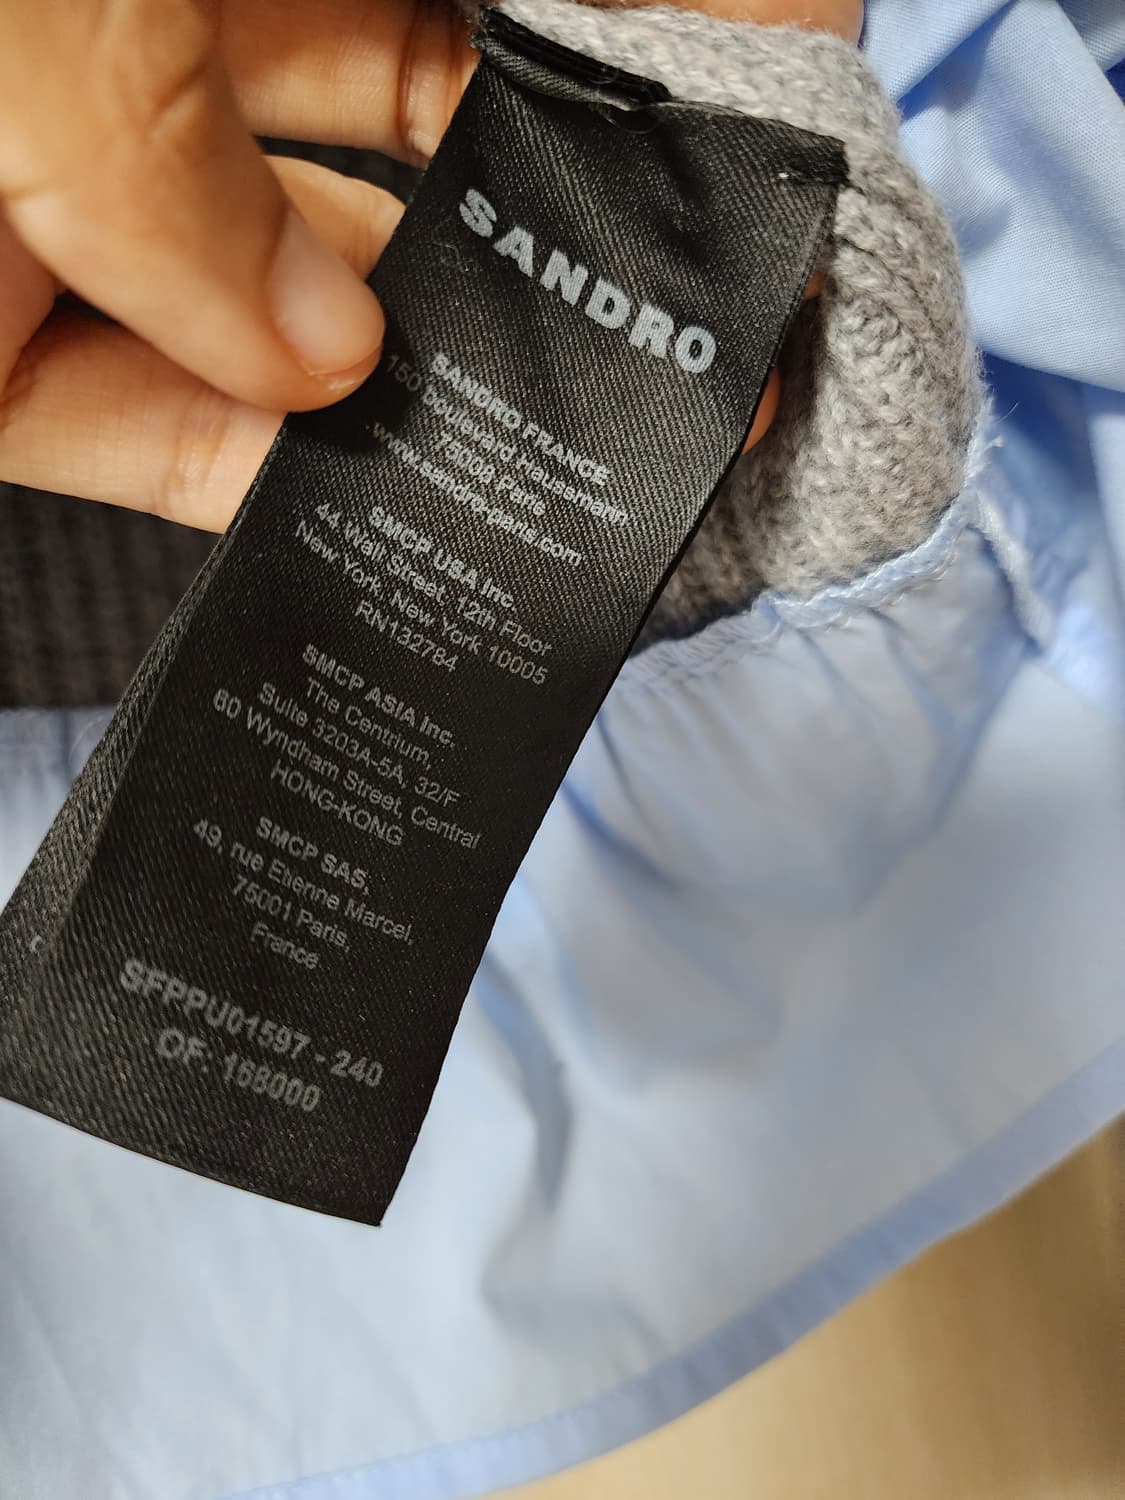 SANDRO
SANDRO FRANCE
150 Boulevard Haussmann
75008 Paris
www.sandro-paris.com
SMCP USA Inc.
44 Wall Street, 12th Floor
New York, New York 10005
RN132784
SMCP ASIA Inc.
The Centrium,
Suite 3203A-5A, 32/F
60 Wyndham Street, Central
HONG-KONG
SMCP SAS,
49, rue Etienne Marcel,
75001 Paris,
France
SFPPU01597 - 240
OF: 168000